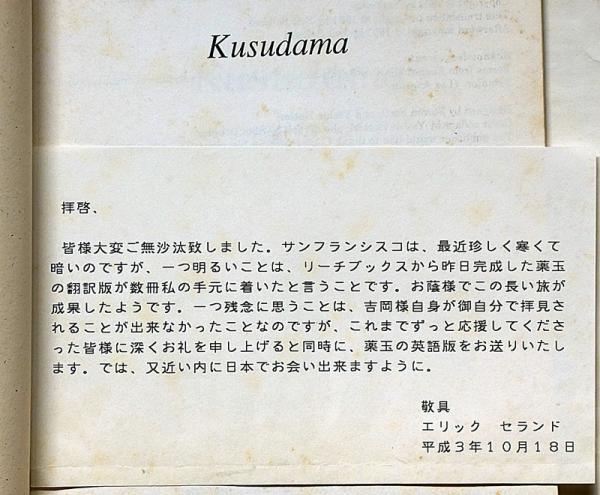 Kusudama
拝啓、
皆様大変ご無沙汰致しました。サンフランシスコは、最近珍しく寒くて
暗いのですが、一つ明るいことは、リーチブックスから昨日完成した薬玉
の翻訳版が数冊私の手元に着いたと言うことです。お蔭様でこの長い旅が
成果したようです。一つ残念に思うことは、吉岡様自身が御自分で拝見さ
れることが出来なかったことなのですが、これまでずっと応援してくださ
った皆様に深くお礼を申し上げると同時に、薬玉の英語版をお送りいたし
ます。では、又近い内に日本でお会い出来ますように。
敬具
エリック　セランド
平成3年10月18日